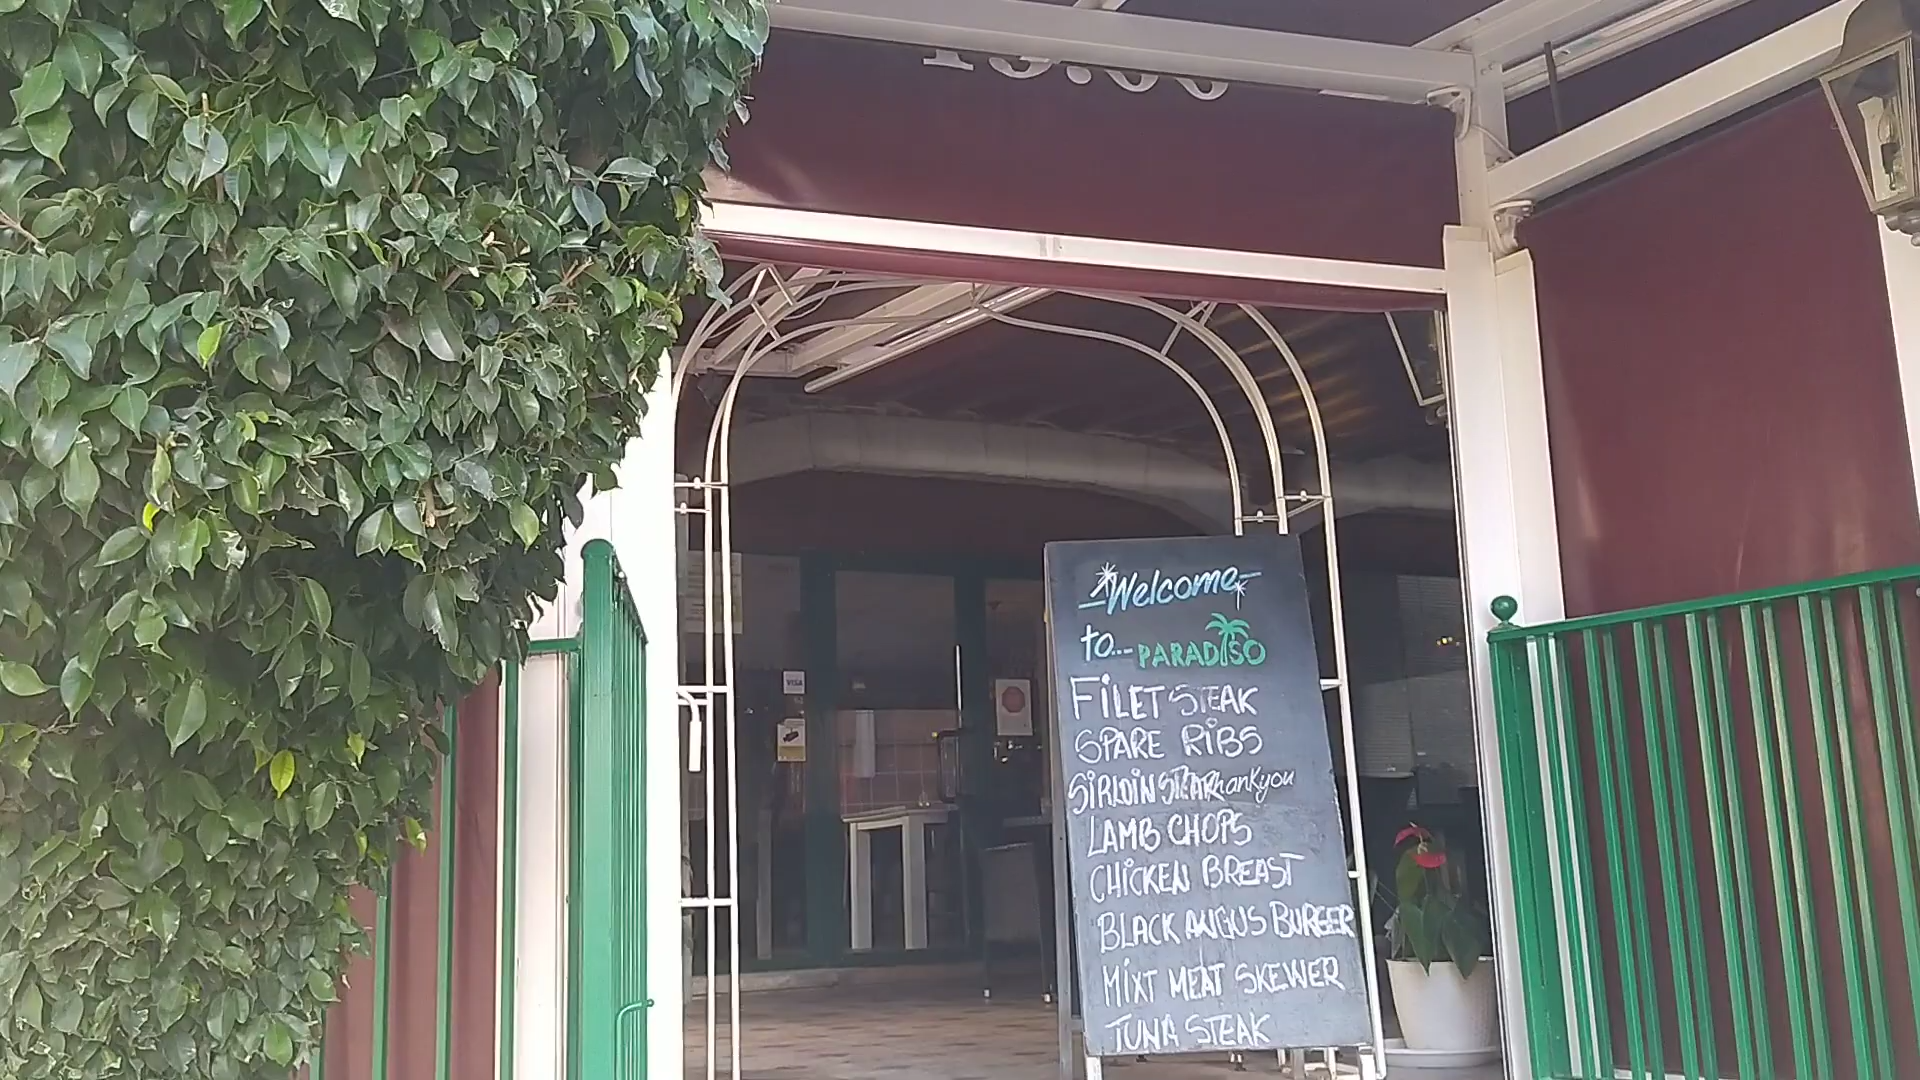 Welcome
to... PARADISO
FILET STEAK
SPARE RIBS
SIRLOIN STEAK Thank you
LAMB CHOPS
CHICKEN BREAST
BLACK ANGUS BURGER
MIXT MEAT SKEWER
TUNA STEAK
VISA